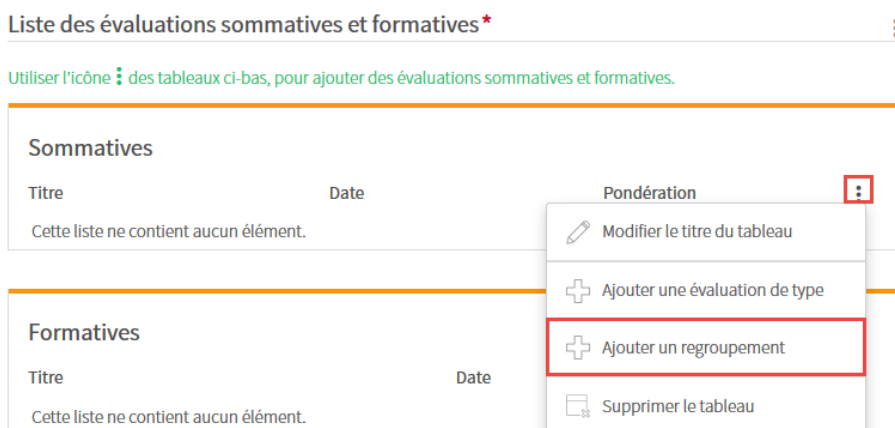 Liste des évaluations sommatives et formatives*
Utiliser l'icône ⋮ des tableaux ci-bas, pour ajouter des évaluations sommatives et formatives.
Sommatives
Titre Date Pondération
Cette liste ne contient aucun élément.
Modifier le titre du tableau
Ajouter une évaluation de type
Ajouter un regroupement
Supprimer le tableau
Formatives
Titre Date
Cette liste ne contient aucun élément.